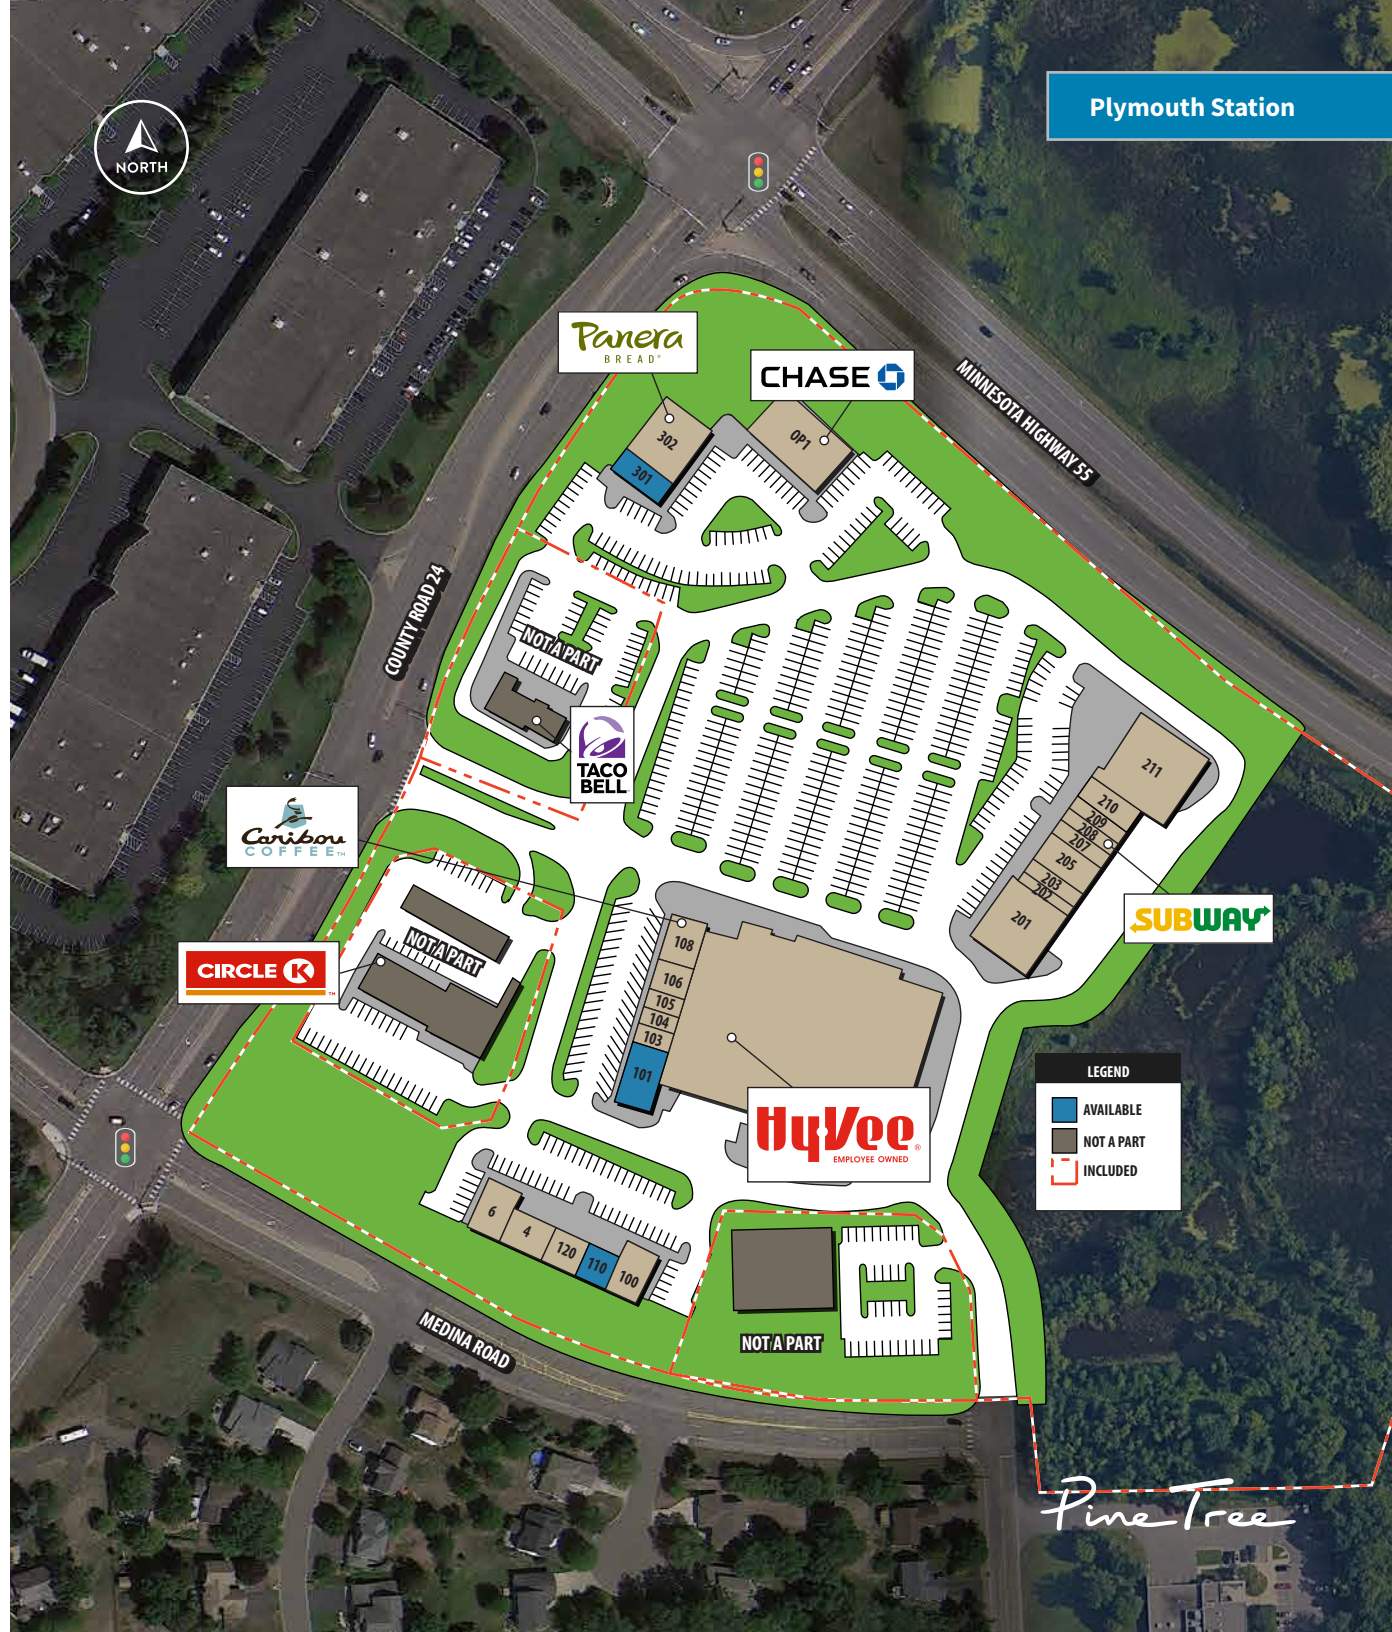 Plymouth Station
NORTH
Panera
BREAD®
CHASE
MINNESOTA HIGHWAY 55
302
301
OP1
COUNTY ROAD 24
NOT A PART
TACO
BELL
211
210
209
208
207
205
203
202
201
SUBWAY
Caribou
COFFEE™
CIRCLE K™
NOT A PART
108
106
105
104
103
101
HyVee®
EMPLOYEE OWNED
LEGEND
AVAILABLE
NOT A PART
INCLUDED
6
4
120
110
100
NOT A PART
MEDINA ROAD
Pine Tree